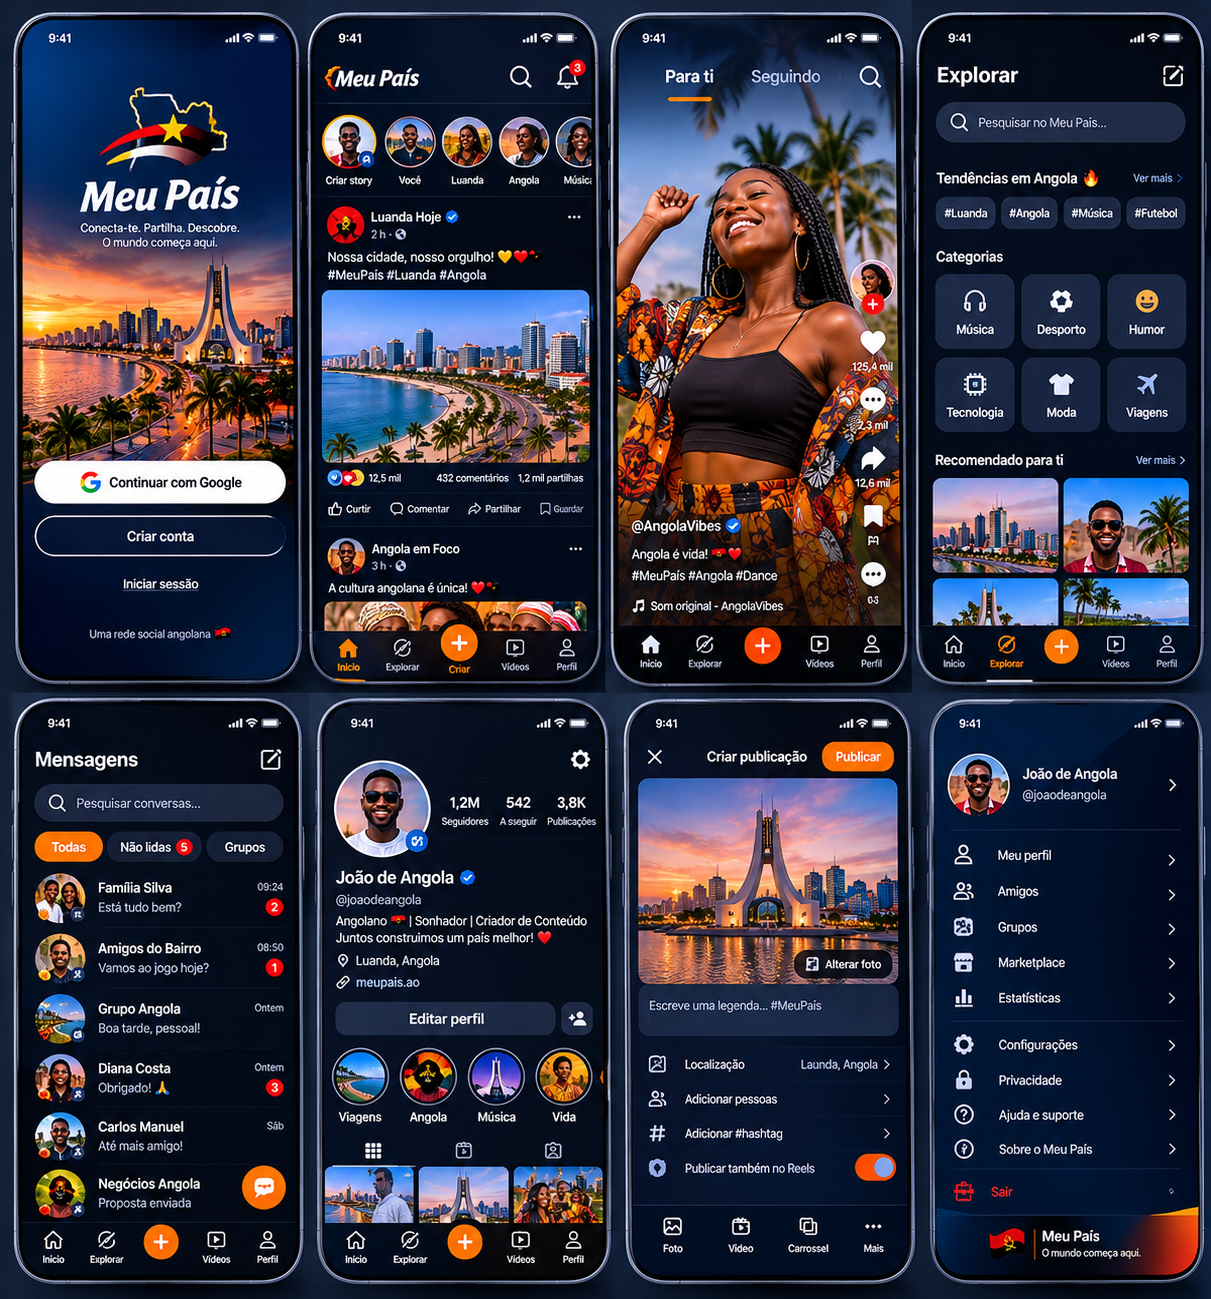 9:41
Meu País
Conecta-te. Partilha. Descobre.
O mundo começa aqui.
Continuar com Google
Criar conta
Iniciar sessão
Uma rede social angolana
9:41
Meu País
3
Criar story
Você
Luanda
Angola
Música
Luanda Hoje
2 h
Nossa cidade, nosso orgulho!
#MeuPais #Luanda #Angola
12,5 mil
432 comentários
1,2 mil partilhas
Curtir
Comentar
Partilhar
Guardar
Angola em Foco
3 h
A cultura angolana é única!
Inicio
Explorar
Criar
Vídeos
Perfil
9:41
Para ti
Seguindo
125,4 mil
2,3 mil
12,6 mil
@AngolaVibes
Angola é vida!
#MeuPaís #Angola #Dance
Som original - AngolaVibes
Inicio
Explorar
Vídeos
Perfil
9:41
Explorar
Pesquisar no Meu Pais...
Tendências em Angola
Ver mais
#Luanda
#Angola
#Música
#Futebol
Categorias
Música
Desporto
Humor
Tecnologia
Moda
Viagens
Recomendado para ti
Ver mais
Inicio
Explorar
Vídeos
Perfil
9:41
Mensagens
Pesquisar conversas...
Todas
Não lidas 5
Grupos
Família Silva
09:24
Está tudo bem?
2
Amigos do Bairro
08:50
Vamos ao jogo hoje?
1
Grupo Angola
Ontem
Boa tarde, pessoal!
Diana Costa
Ontem
Obrigado!
3
Carlos Manuel
Sáb
Até mais amigo!
Negócios Angola
Proposta enviada
Inicio
Explorar
Vídeos
Perfil
9:41
1,2M
542
3,8K
Seguidores
A seguir
Publicações
João de Angola
@joaodeangola
Angolano | Sonhador | Criador de Conteúdo
Juntos construimos um país melhor!
Luanda, Angola
meupais.ao
Editar perfil
Viagens
Angola
Música
Vida
Inicio
Explorar
Vídeos
Perfil
9:41
Criar publicação
Publicar
Alterar foto
Escreve uma legenda... #MeuPais
Localização
Launda, Angola
Adicionar pessoas
Adicionar #hashtag
Publicar também no Reels
Foto
Video
Carrossel
Mais
9:41
João de Angola
@joaodeangola
Meu perfil
Amigos
Grupos
Marketplace
Estatísticas
Configurações
Privacidade
Ajuda e suporte
Sobre o Meu País
Sair
Meu País
O mundo começa aqui.